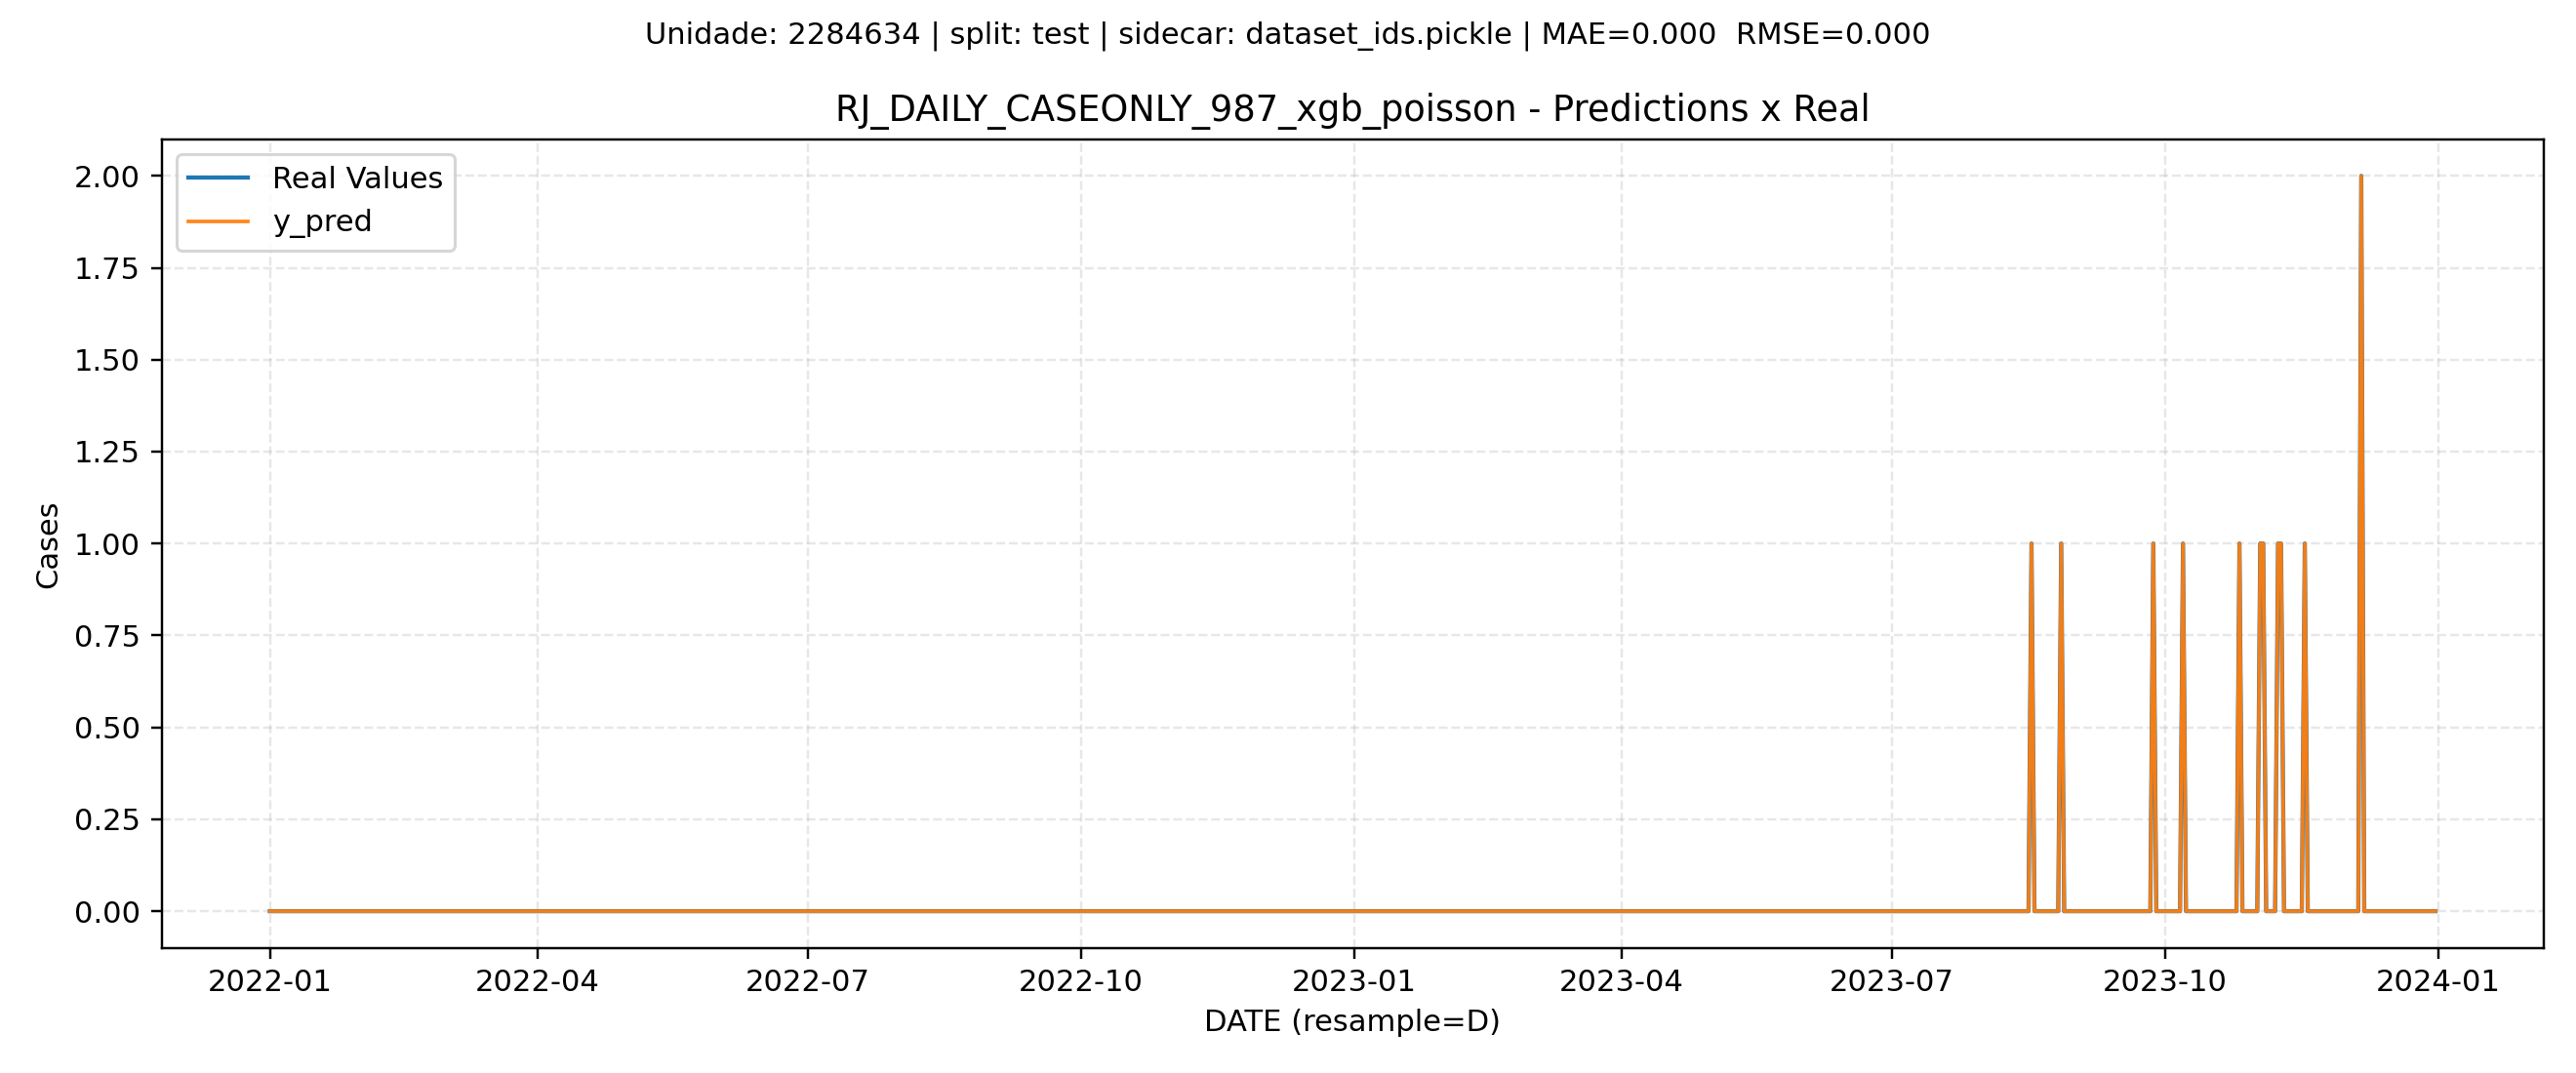 Unidade: 2284634 | split: test | sidecar: dataset_ids.pickle | MAE=0.000  RMSE=0.000
RJ_DAILY_CASEONLY_987_xgb_poisson - Predictions x Real
Real Values
y_pred
2.00
1.75
1.50
1.25
1.00
0.75
0.50
0.25
0.00
Cases
2022-01 2022-04 2022-07 2022-10 2023-01 2023-04 2023-07 2023-10 2024-01
DATE (resample=D)